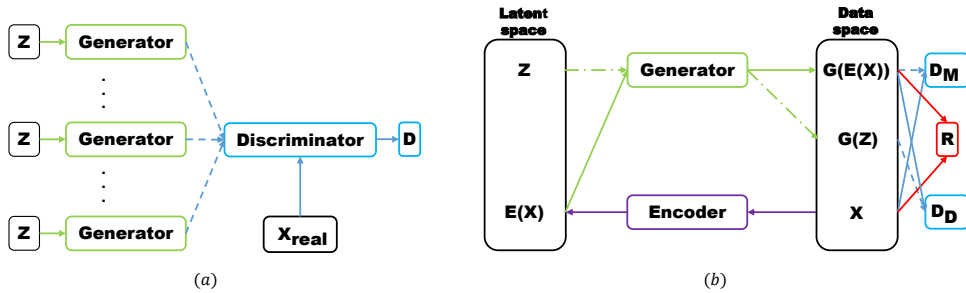 Z
Generator
Z
Generator
Discriminator
D
Z
Generator
X_real
(a)
Latent
space
Data
space
Z
Generator
G(E(X))
D_M
G(Z)
R
E(X)
Encoder
X
D_D
(b)